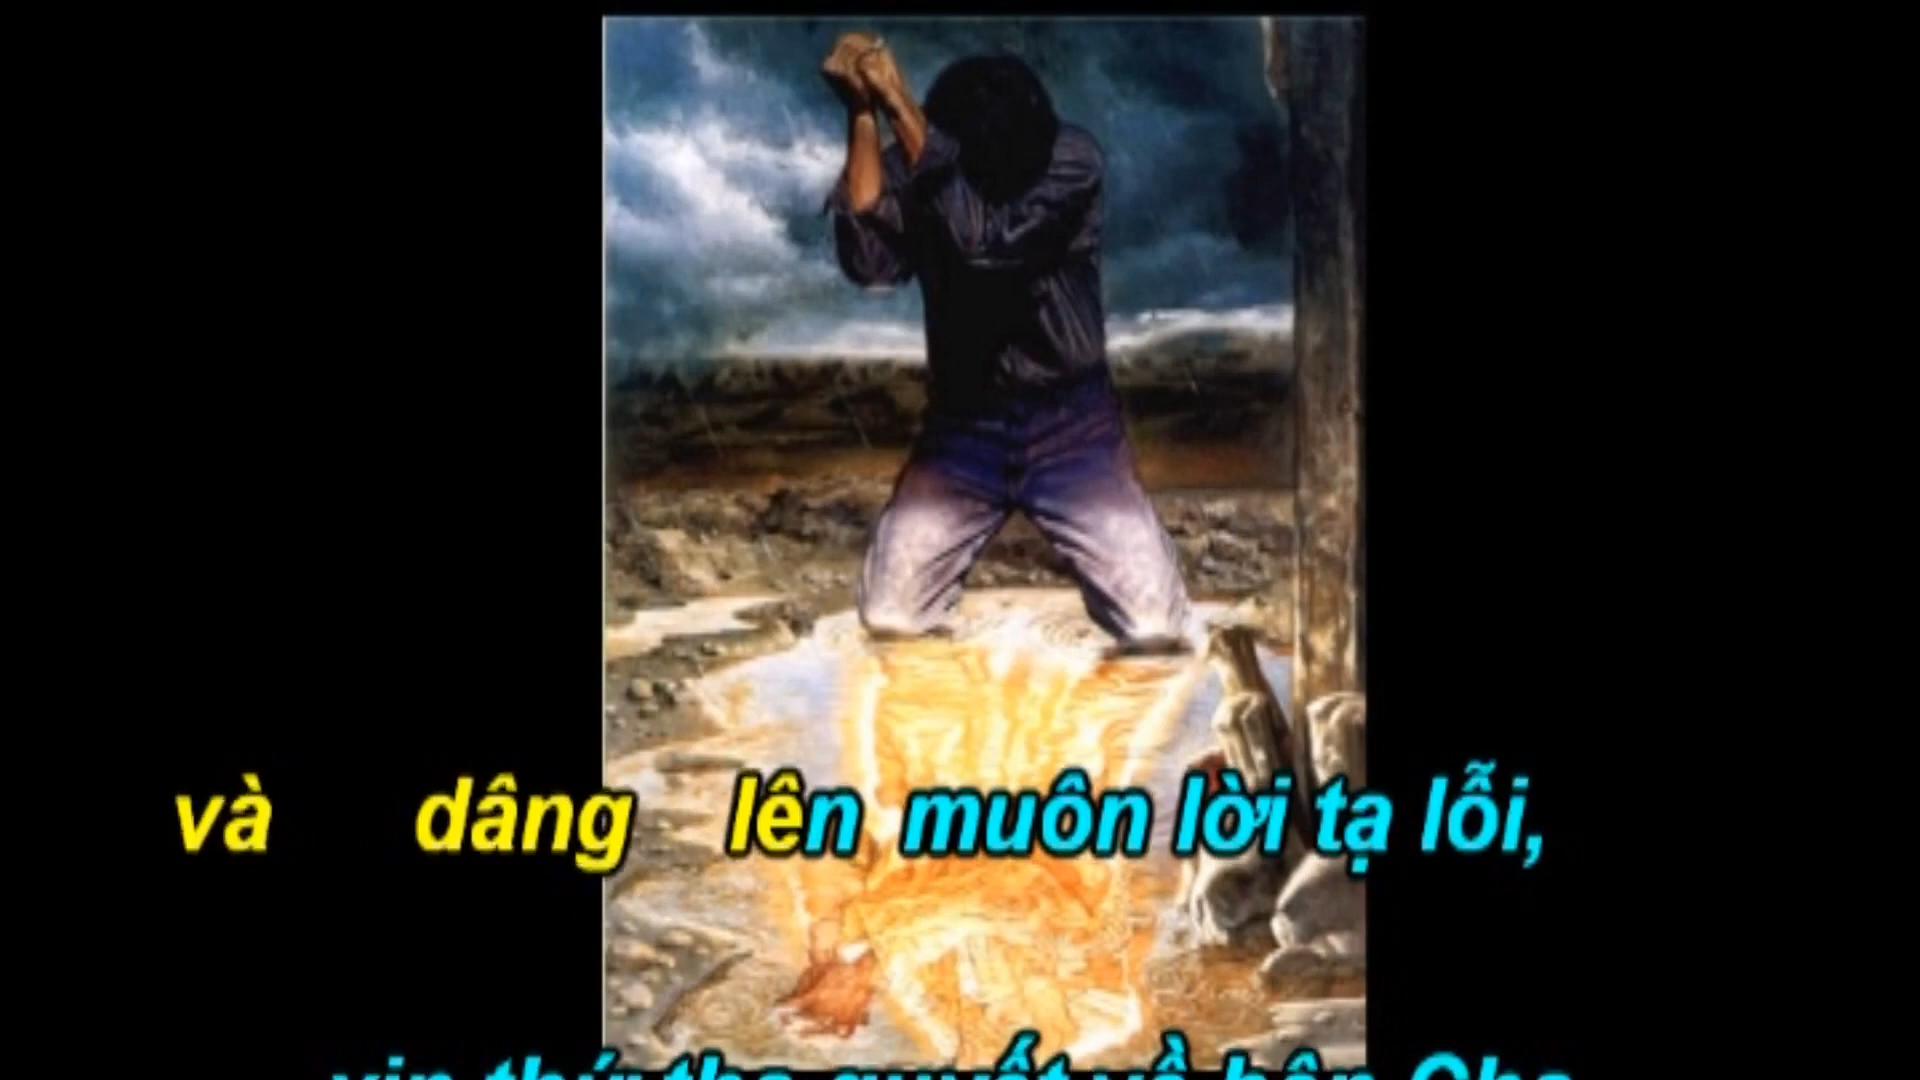 và dâng lên muôn lời tạ lỗi,
xin thứ tha quyết về bên Cha